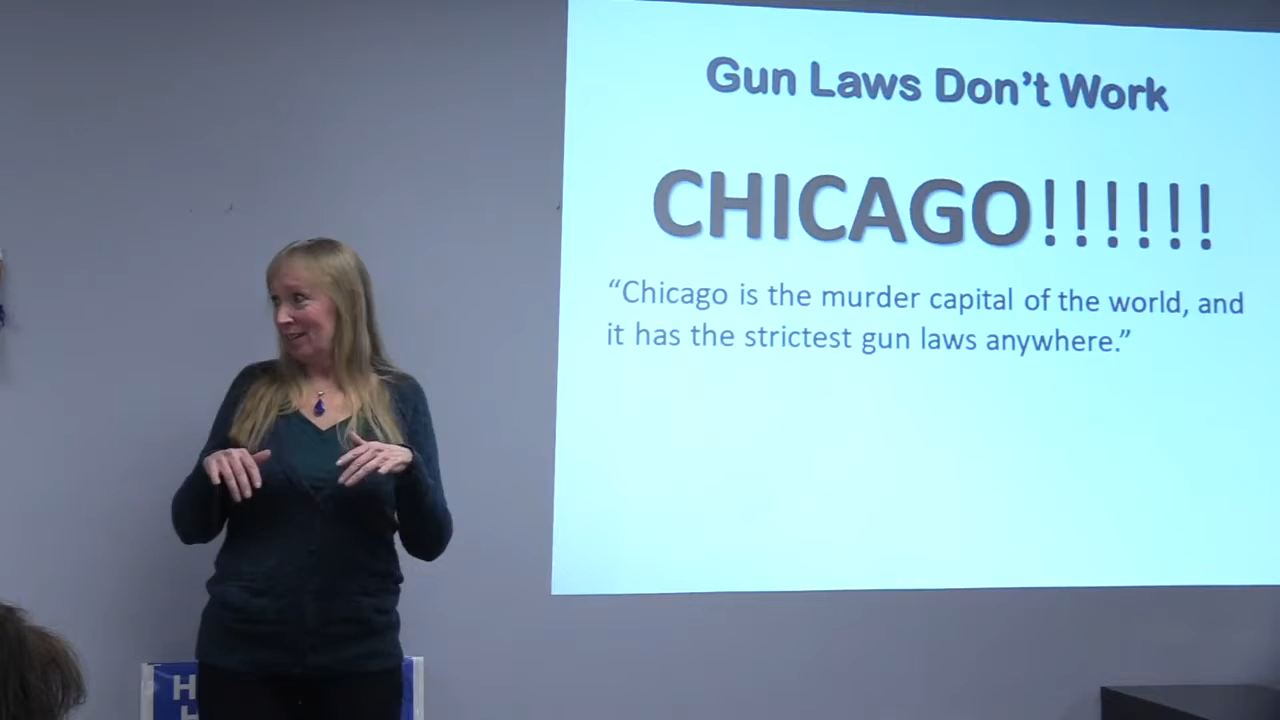 Gun Laws Don’t Work
CHICAGO!!!!!!
“Chicago is the murder capital of the world, and
it has the strictest gun laws anywhere.”
H